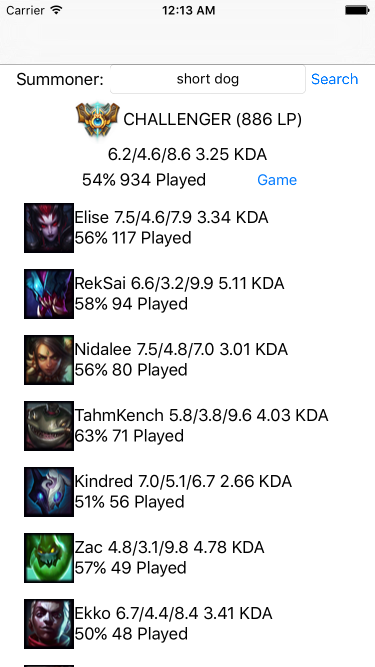 Carrier 12:13 AM
Summoner: short dog Search
CHALLENGER (886 LP)
6.2/4.6/8.6 3.25 KDA
54% 934 Played Game
Elise 7.5/4.6/7.9 3.34 KDA
56% 117 Played
RekSai 6.6/3.2/9.9 5.11 KDA
58% 94 Played
Nidalee 7.5/4.8/7.0 3.01 KDA
56% 80 Played
TahmKench 5.8/3.8/9.6 4.03 KDA
63% 71 Played
Kindred 7.0/5.1/6.7 2.66 KDA
51% 56 Played
Zac 4.8/3.1/9.8 4.78 KDA
57% 49 Played
Ekko 6.7/4.4/8.4 3.41 KDA
50% 48 Played